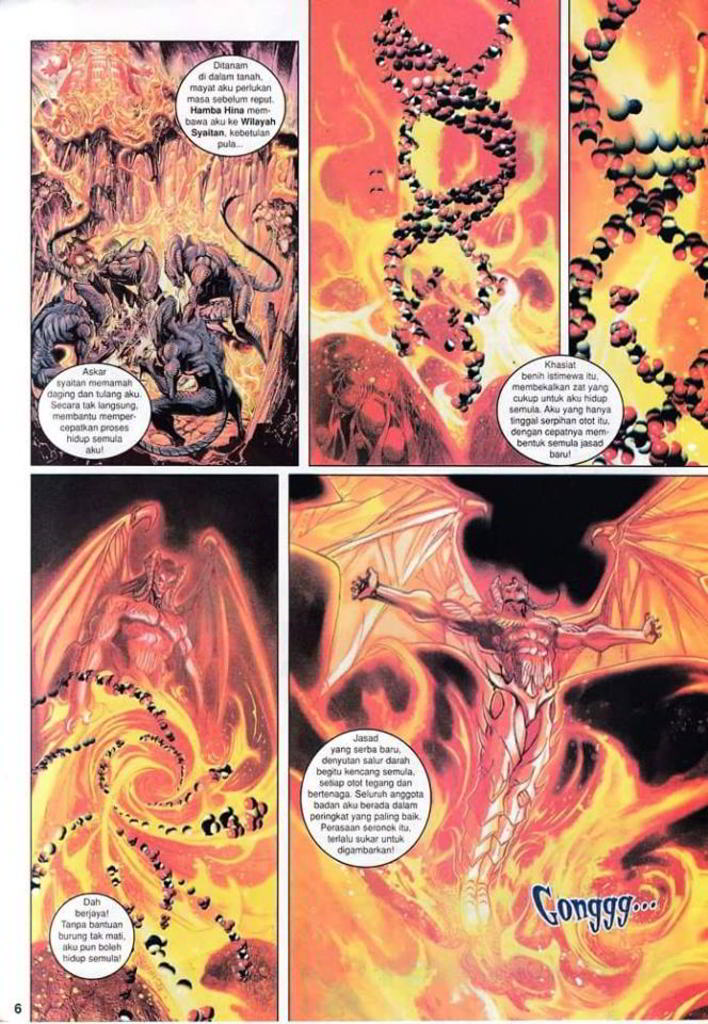 Ditanam
di dalam tanah,
mayat aku perlukan
masa sebelum reput.
Hamba Hina mem-
bawa aku ke Wilayah
Syaitan, kebetulan
pula...
Askar
syaitan memamah
daging dan tulang aku.
Secara tak langsung,
membantu memper-
cepatkan proses
hidup semula
aku!
Khasiat
benih istimewa itu,
membekalkan zat yang
cukup untuk aku hidup
semula. Aku yang hanya
tinggal serpihan otot itu,
dengan cepatnya mem-
bentuk semula jasad
baru!
Dah
berjaya!
Tanpa bantuan
burung tak mati,
aku pun boleh
hidup semula!
Jasad
yang serba baru,
denyutan salur darah
begitu kencang semula,
setiap otot tegang dan
bertenaga. Seluruh anggota
badan aku berada dalam
peringkat yang paling baik.
Perasaan seronok itu,
terlalu sukar untuk
digambarkan!
Gonggg...
6